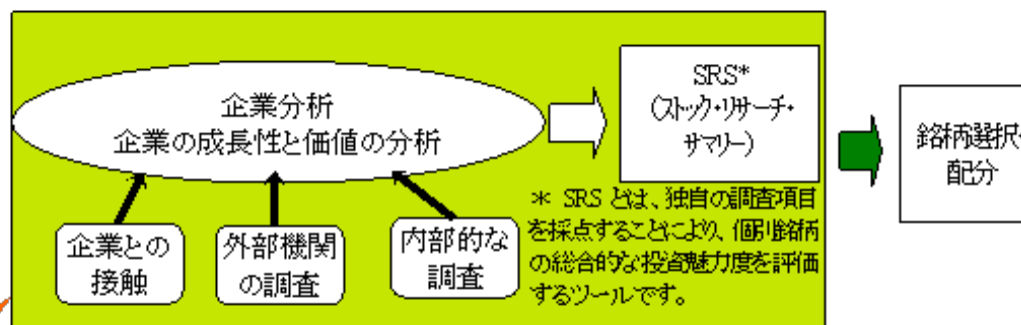 企業分析
企業の成長性と価値の分析
企業との
接触
外部機関
の調査
内部的な
調査
SRS*
(ストック・リサーチ・
サマリー)
* SRS とは、独自の調査項目
を採点することにより、個別銘柄
の総合的な投資魅力度を評価
するツールです。
銘柄選択・
配分